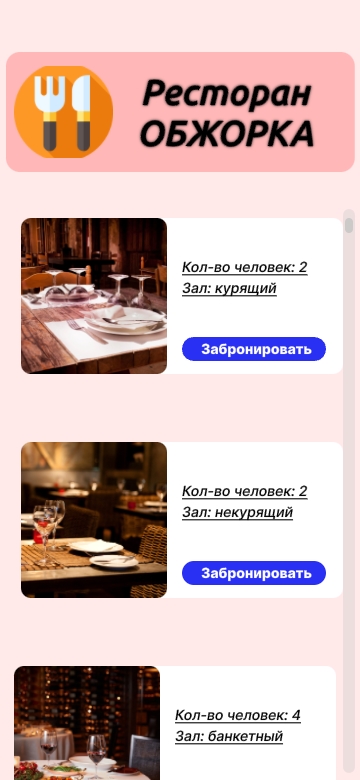 Ресторан
ОБЖОРКА
Кол-во человек: 2
Зал: курящий
Забронировать
Кол-во человек: 2
Зал: некурящий
Забронировать
Кол-во человек: 4
Зал: банкетный